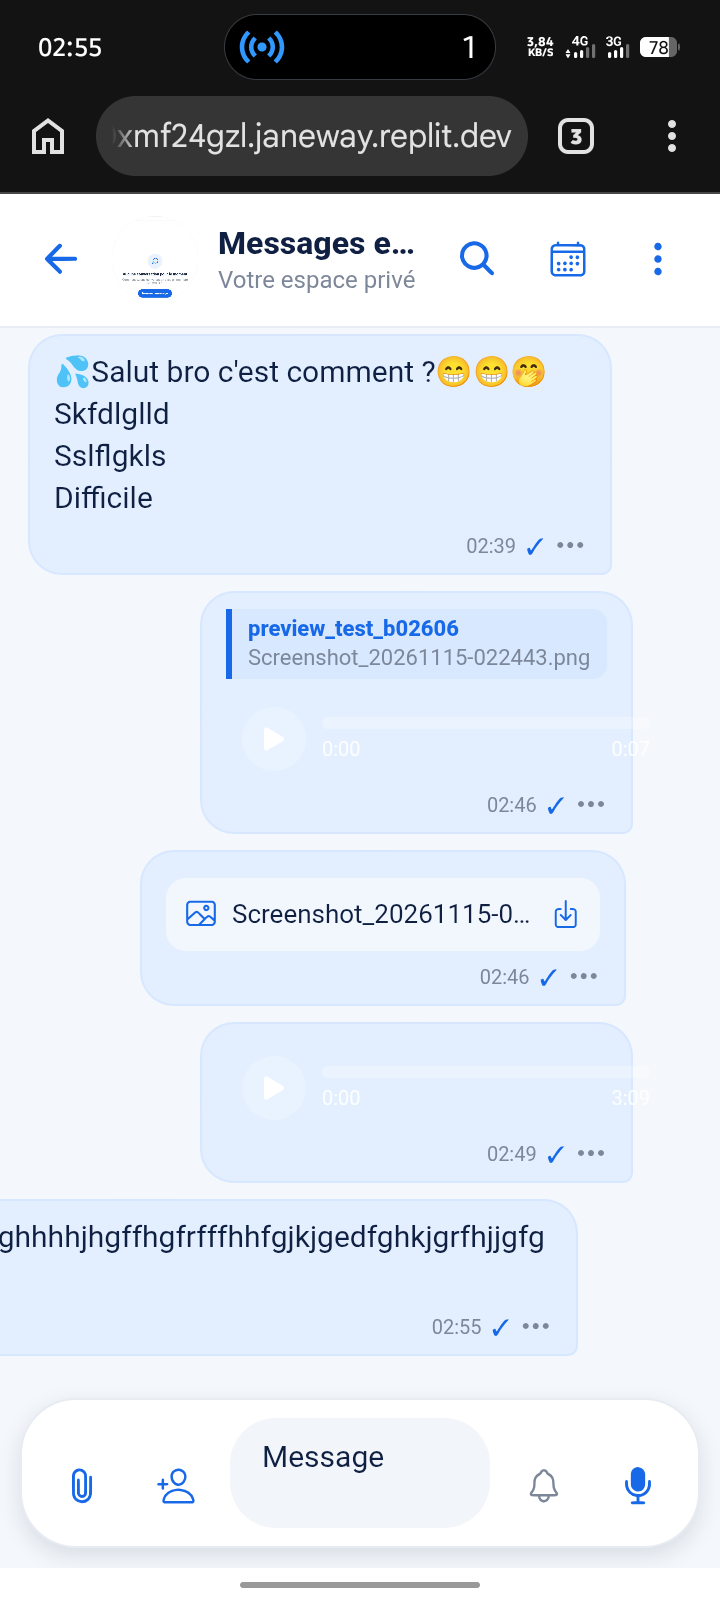 02:55
1
3,84
KB/S
4G
3G
78
xmf24gzl.janeway.replit.dev
3
Messages e...
Votre espace privé
💦Salut bro c'est comment ?😁😁🤭
Skfdlglld
Sslflgkls
Difficile
02:39 ✓ •••
preview_test_b02606
Screenshot_20261115-022443.png
0:00
0:07
02:46 ✓ •••
Screenshot_20261115-0...
02:46 ✓ •••
0:00
3:09
02:49 ✓ •••
ghhhhjhgffhgfrfffhhfgjkjgedfghkjgrfhjjgfg
02:55 ✓ •••
Message